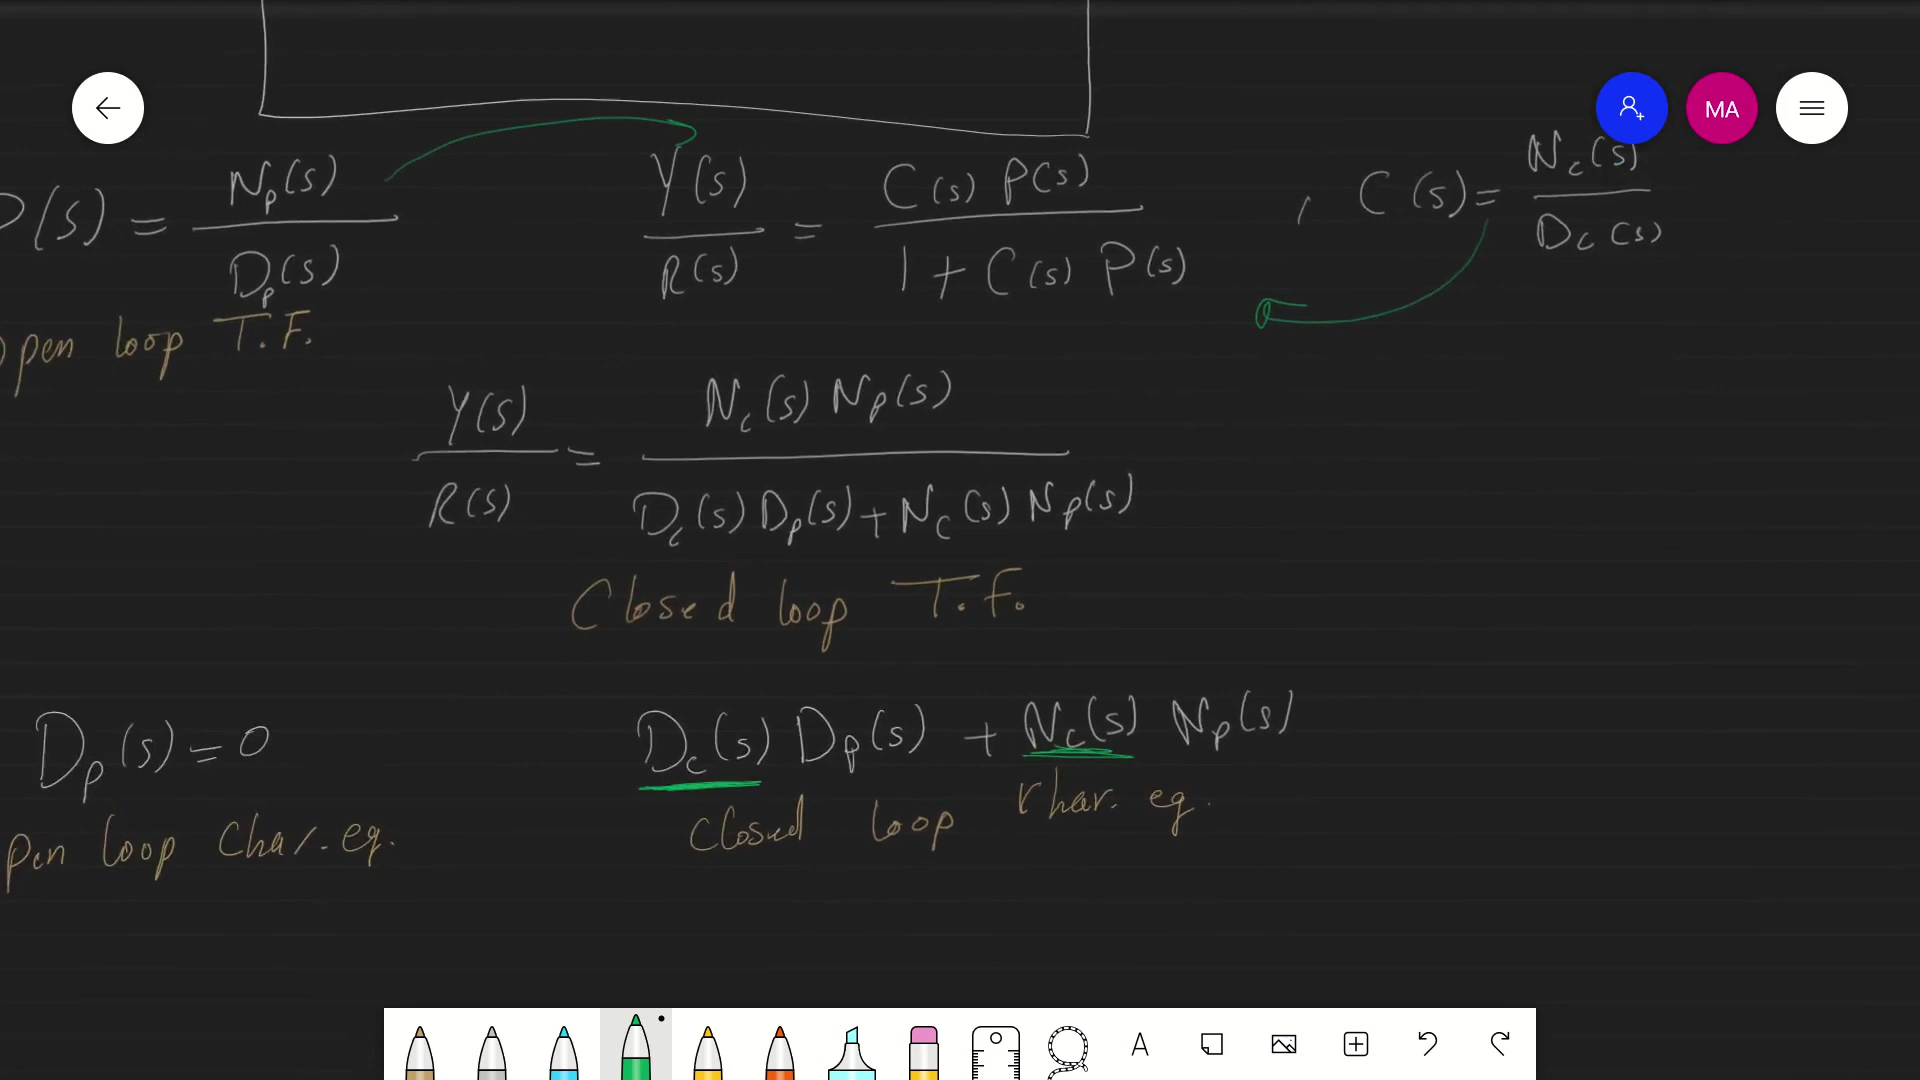 MA
P(s) = Np(s) / Dp(s)
Y(s) / R(s) = C(s) P(s) / 1 + C(s) P(s) , C(s) = Nc(s) / Dc(s)
Open loop T.F.
Y(s) / R(s) = Nc(s) Np(s) / Dc(s) Dp(s) + Nc(s) Np(s)
Closed loop T.F.
Dp(s) = 0
Dc(s) Dp(s) + Nc(s) Np(s)
pen loop Char. eq.
Closed loop Char. eq.
A